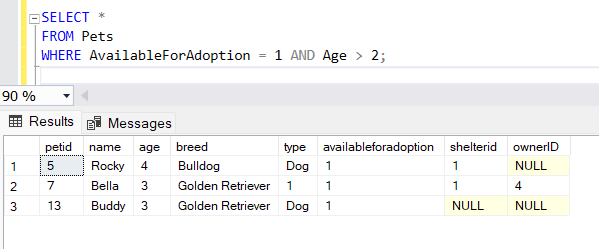 SELECT *
FROM Pets
WHERE AvailableForAdoption = 1 AND Age > 2;
90 %
Results Messages
petid name age breed type availableforadoption shelterid ownerID
1 5 Rocky 4 Bulldog Dog 1 1 NULL
2 7 Bella 3 Golden Retriever 1 1 1 4
3 13 Buddy 3 Golden Retriever Dog 1 NULL NULL